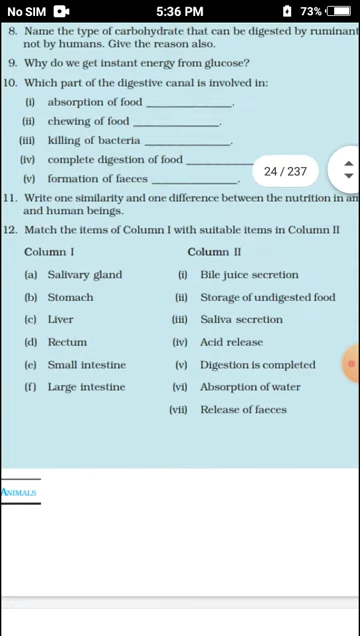 No SIM 5:36 PM 73%
8. Name the type of carbohydrate that can be digested by ruminant
not by humans. Give the reason also.
9. Why do we get instant energy from glucose?
10. Which part of the digestive canal is involved in:
(i) absorption of food ______________.
(ii) chewing of food ______________.
(iii) killing of bacteria ______________.
(iv) complete digestion of food ______________
(v) formation of faeces ______________.
24 / 237
11. Write one similarity and one difference between the nutrition in
and human beings.
12. Match the items of Column I with suitable items in Column II
Column I Column II
(a) Salivary gland (i) Bile juice secretion
(b) Stomach (ii) Storage of undigested food
(c) Liver (iii) Saliva secretion
(d) Rectum (iv) Acid release
(e) Small intestine (v) Digestion is completed
(f) Large intestine (vi) Absorption of water
(vii) Release of faeces
ANIMALS